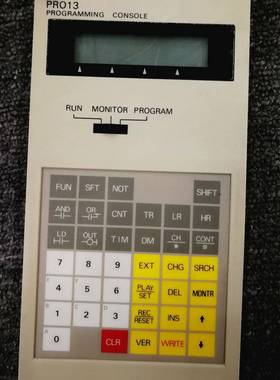 PRO13
PROGRAMMING CONSOLE
RUN MONITOR PROGRAM
FUN SFT NOT SHIFT
AND OR CNT TR LR HR
LD OUT TIM DM CH * CONT #
7 8 9 EXT CHG SRCH
E 4 F 5 6 PLAY SET DEL MONTR
B 1 C 2 D 3 REC RESET INS ↑
A 0 CLR VER WRITE ↓